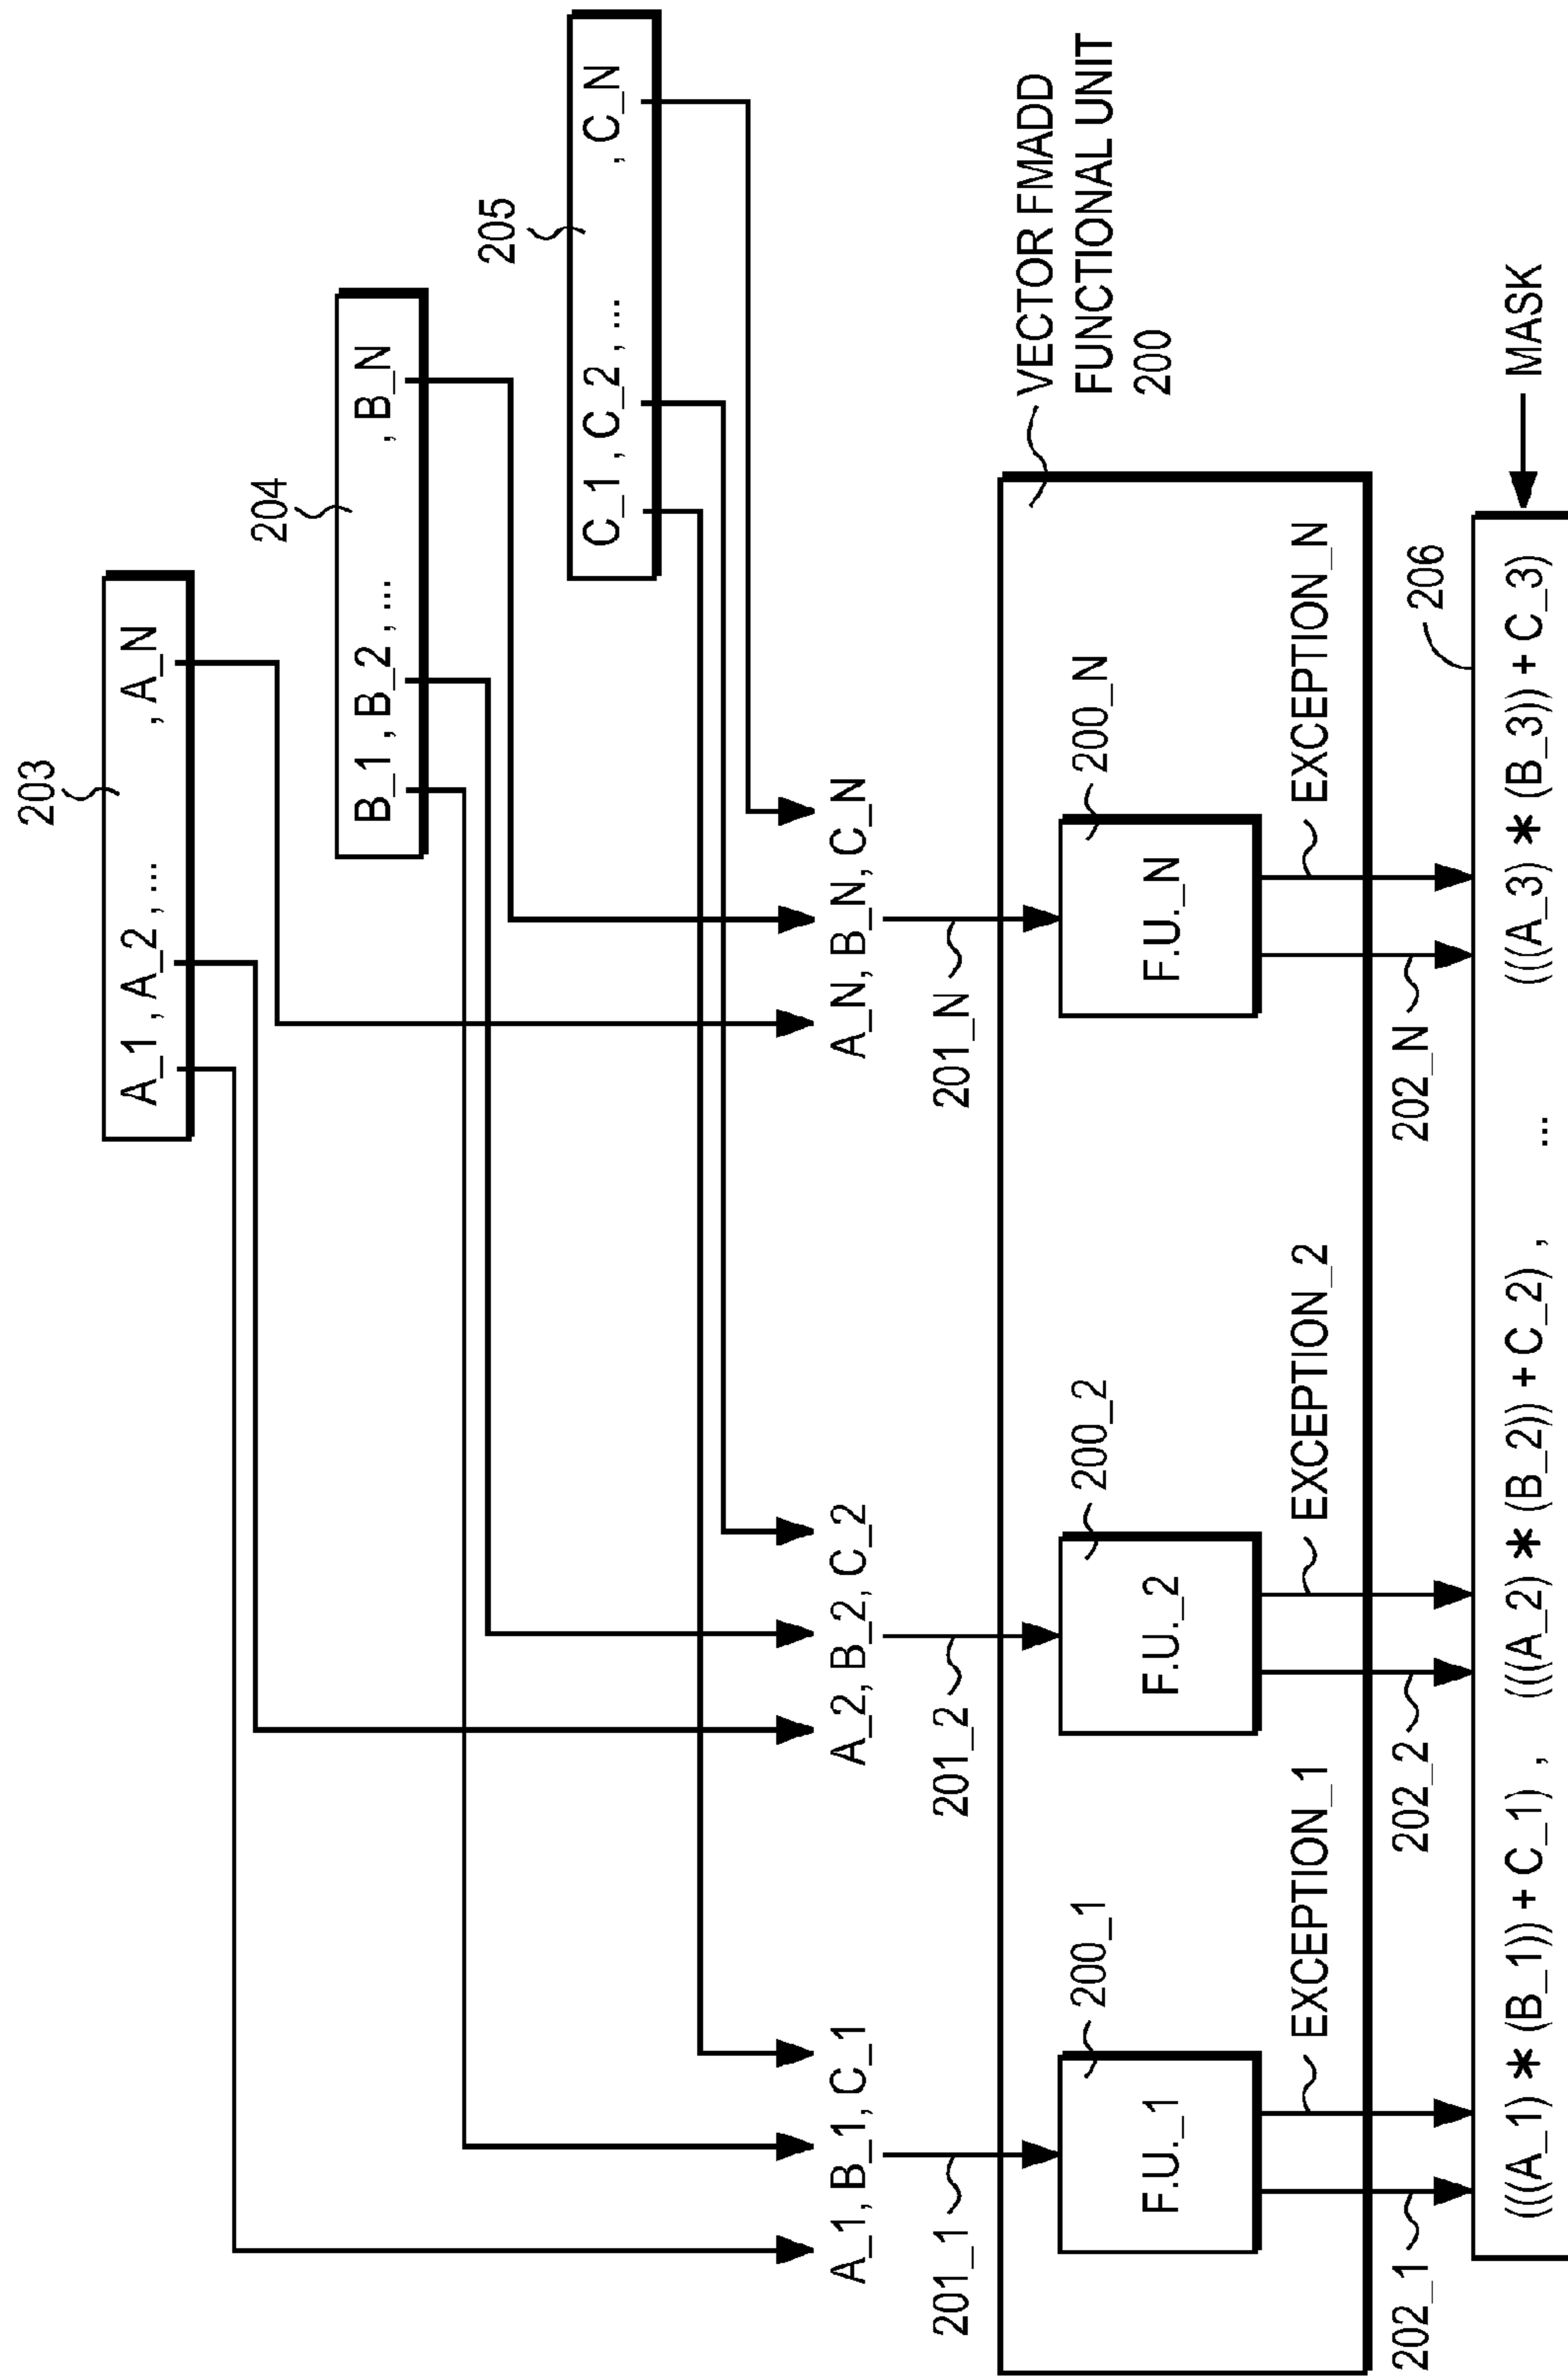 203
A_1 , A_2 , ... , A_N
204
B_1 , B_2 , ... , B_N
205
C_1 , C_2 , ... , C_N
A_1, B_1, C_1
A_2, B_2, C_2
A_N, B_N, C_N
201_1
201_2
201_N
VECTOR FMADD
FUNCTIONAL UNIT
200
200_1
200_2
200_N
F.U._1
F.U._2
F.U._N
EXCEPTION_1
EXCEPTION_2
EXCEPTION_N
202_1
202_2
202_N
206
(((A_1) * (B_1)) + C_1) , (((A_2) * (B_2)) + C_2) , ... (((A_3) * (B_3)) + C_3)
MASK